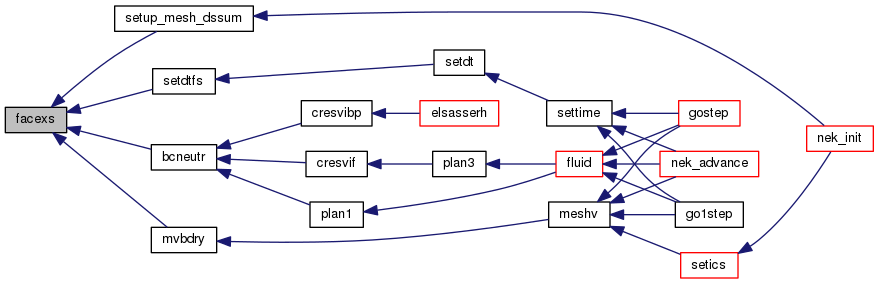 setup_mesh_dssum
setdt
setdtfs
settime
gostep
facexs
cresvibp
elsasserh
nek_init
bcneutr
cresvif
plan3
fluid
nek_advance
plan1
meshv
go1step
mvbdry
setics